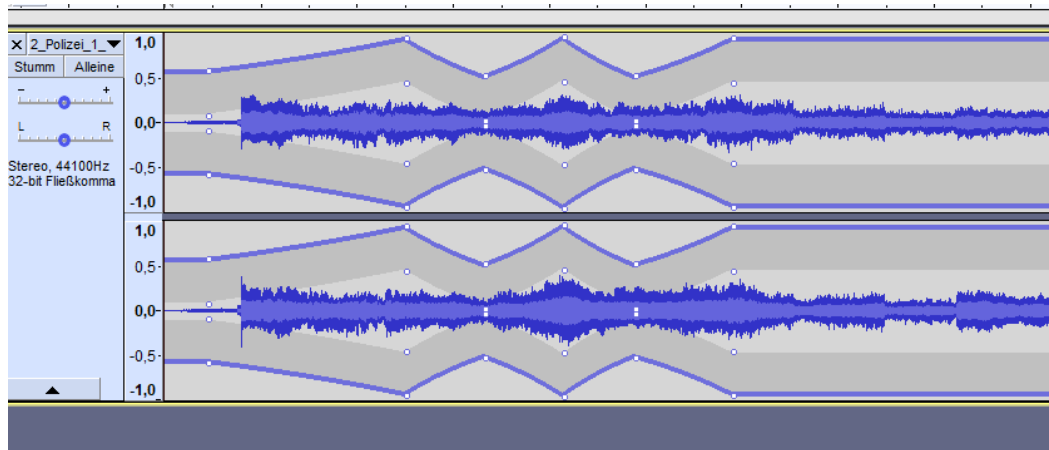 × 2_Polizei_1_▼
Stumm Alleine
- +
L R
Stereo, 44100Hz
32-bit Fließkomma
1,0
0,5-
0,0-
-0,5-
-1,0
1,0
0,5-
0,0-
-0,5-
-1,0